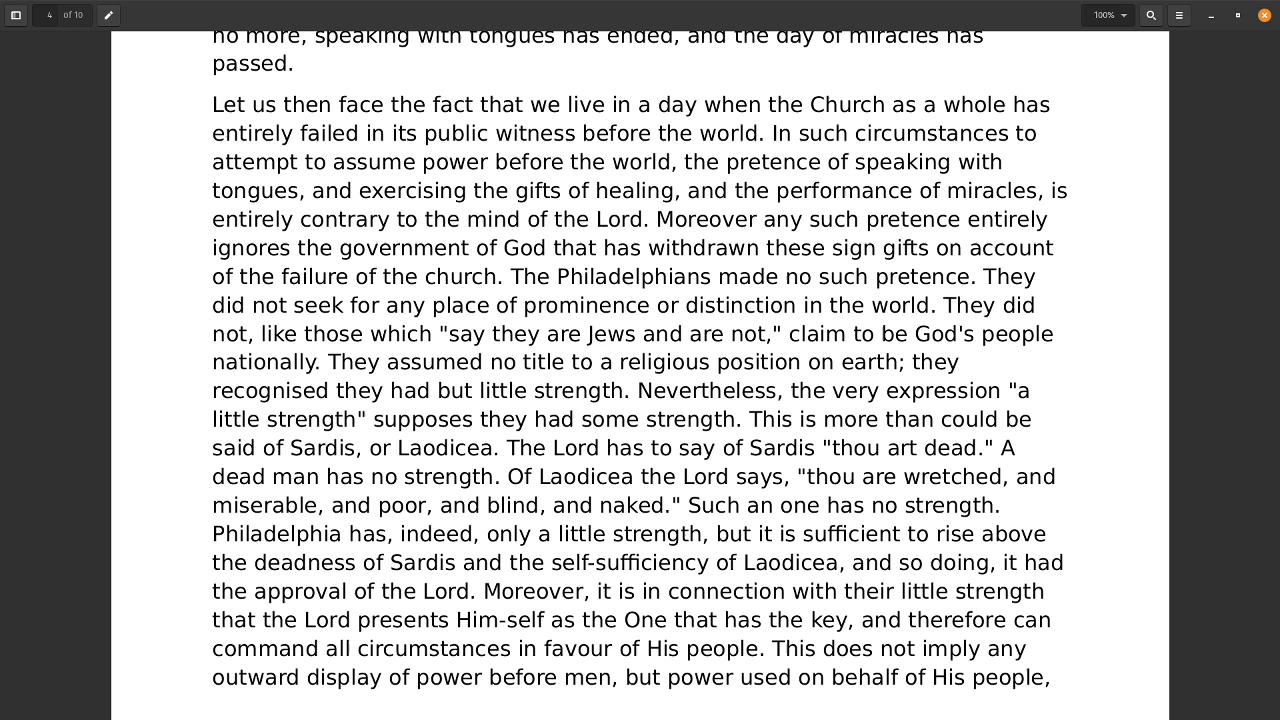 4 of 10
100%
no more, speaking with tongues has ended, and the day of miracles has
passed.
Let us then face the fact that we live in a day when the Church as a whole has
entirely failed in its public witness before the world. In such circumstances to
attempt to assume power before the world, the pretence of speaking with
tongues, and exercising the gifts of healing, and the performance of miracles, is
entirely contrary to the mind of the Lord. Moreover any such pretence entirely
ignores the government of God that has withdrawn these sign gifts on account
of the failure of the church. The Philadelphians made no such pretence. They
did not seek for any place of prominence or distinction in the world. They did
not, like those which "say they are Jews and are not," claim to be God's people
nationally. They assumed no title to a religious position on earth; they
recognised they had but little strength. Nevertheless, the very expression "a
little strength" supposes they had some strength. This is more than could be
said of Sardis, or Laodicea. The Lord has to say of Sardis "thou art dead." A
dead man has no strength. Of Laodicea the Lord says, "thou are wretched, and
miserable, and poor, and blind, and naked." Such an one has no strength.
Philadelphia has, indeed, only a little strength, but it is sufficient to rise above
the deadness of Sardis and the self-sufficiency of Laodicea, and so doing, it had
the approval of the Lord. Moreover, it is in connection with their little strength
that the Lord presents Him-self as the One that has the key, and therefore can
command all circumstances in favour of His people. This does not imply any
outward display of power before men, but power used on behalf of His people,